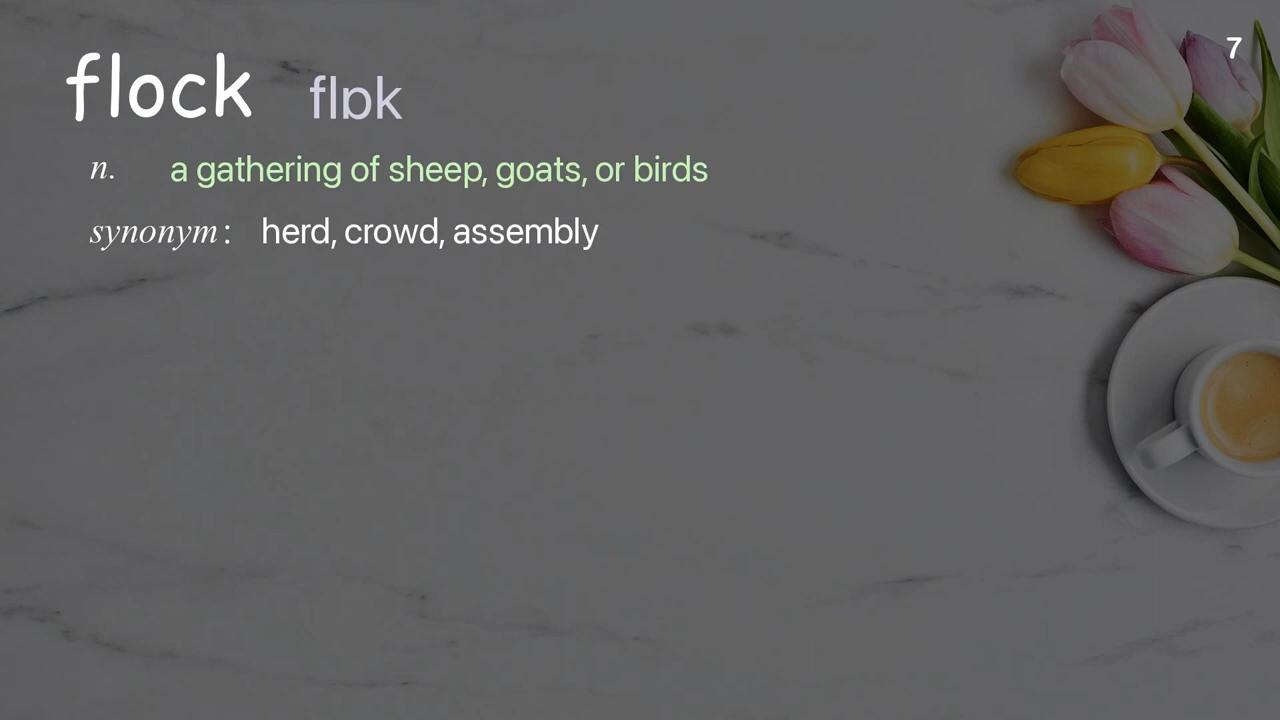 flock flɒk
7
n. a gathering of sheep, goats, or birds
synonym : herd, crowd, assembly